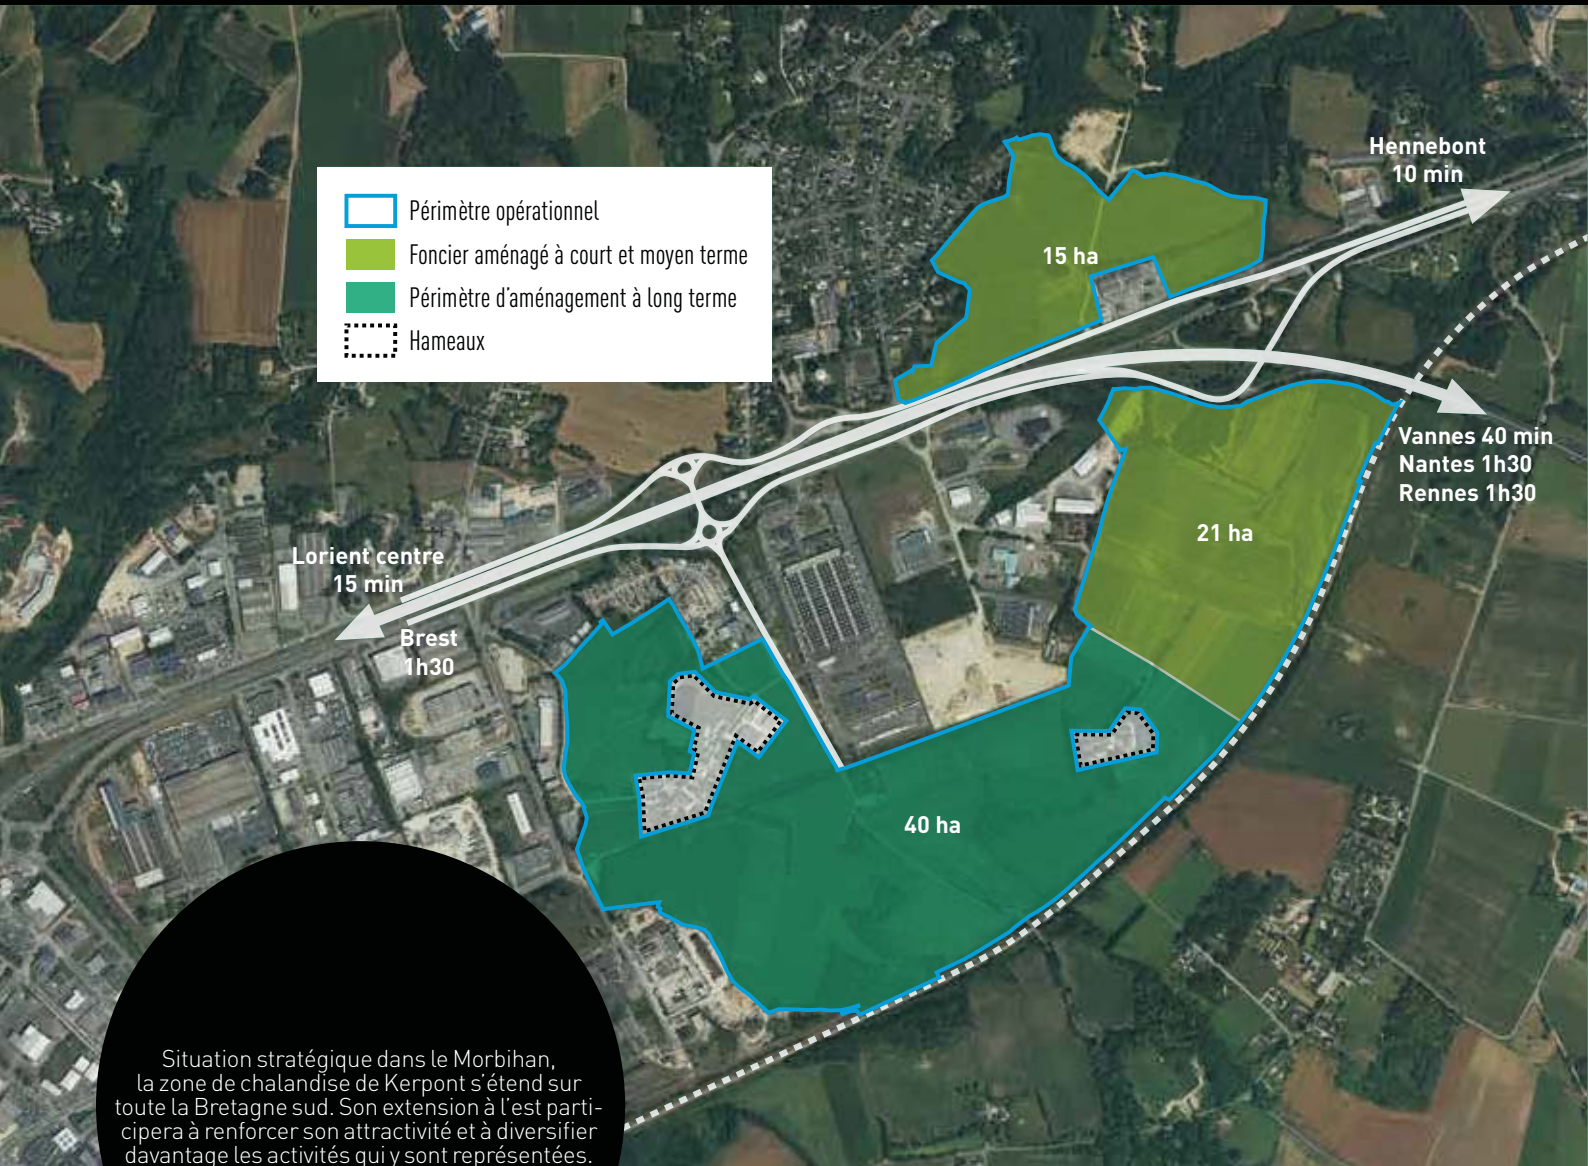 Périmètre opérationnel
Foncier aménagé à court et moyen terme
Périmètre d'aménagement à long terme
Hameaux
Hennebont
10 min
15 ha
Vannes 40 min
Nantes 1h30
Rennes 1h30
21 ha
Lorient centre
15 min
Brest
1h30
40 ha
Situation stratégique dans le Morbihan,
la zone de chalandise de Kerpont s'étend sur
toute la Bretagne sud. Son extension à l'est parti-
cipera à renforcer son attractivité et à diversifier
davantage les activités qui y sont représentées.